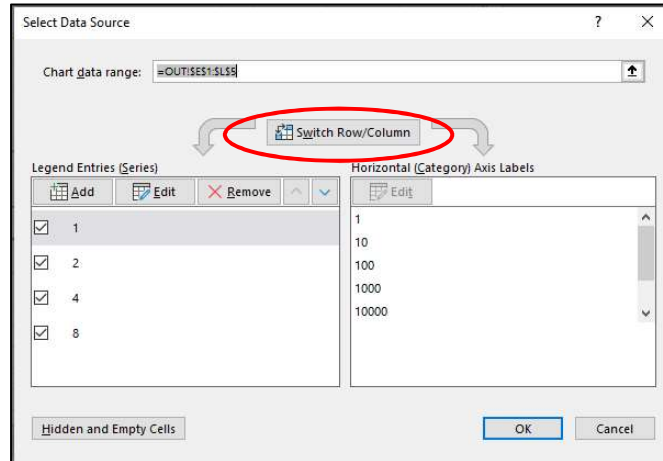 Select Data Source ? ×
Chart data range: =OUT!$E$1:$L$5
Switch Row/Column
Legend Entries (Series)
Add Edit Remove
1
2
4
8
Horizontal (Category) Axis Labels
Edit
1
10
100
1000
10000
Hidden and Empty Cells
OK Cancel